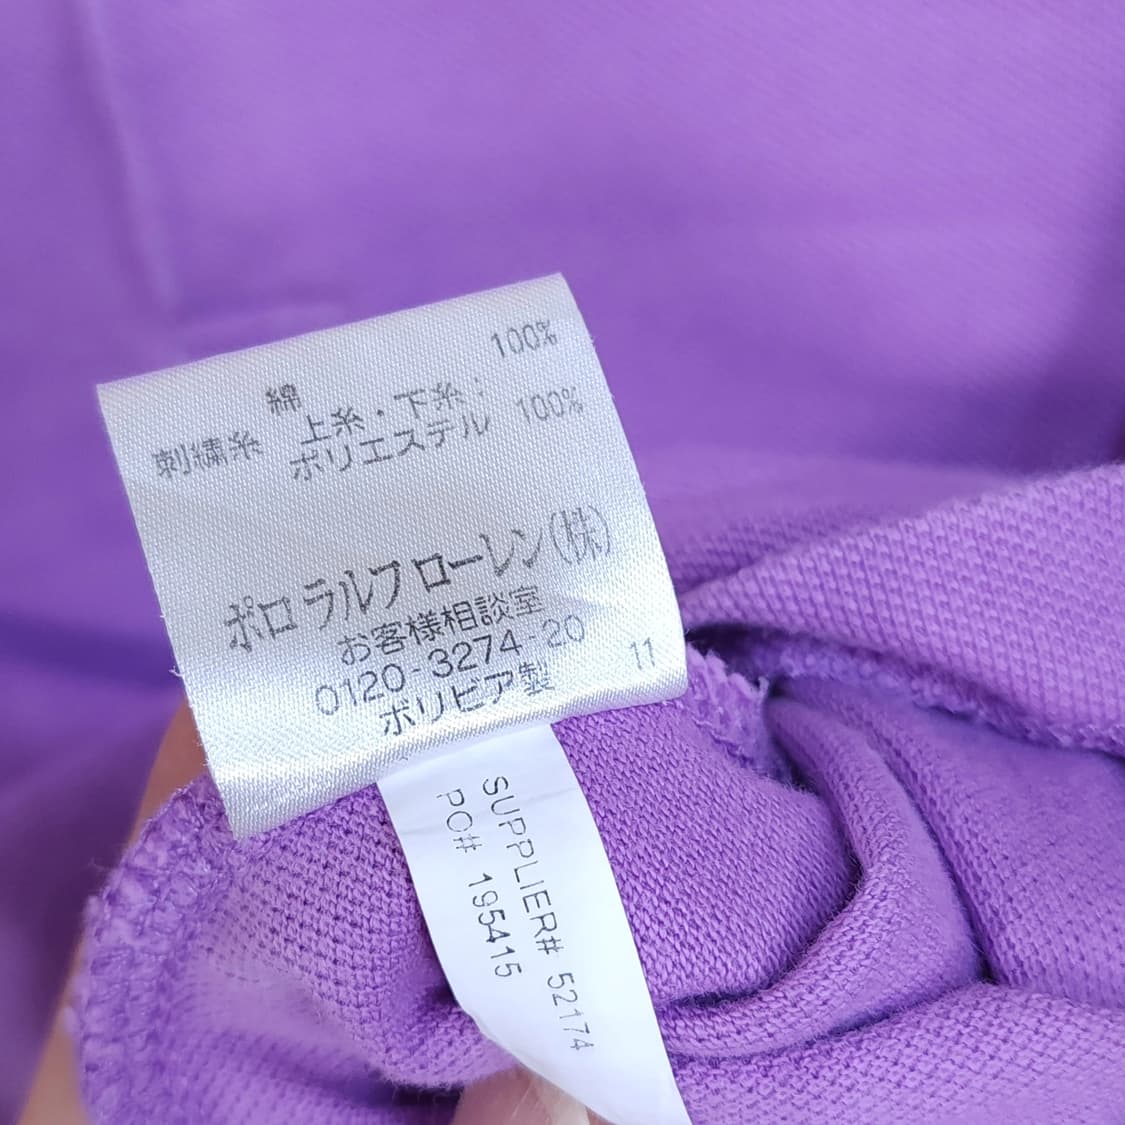 綿 100%
刺繍糸 上糸・下糸:
ポリエステル 100%
ポロ ラルフ ローレン(株)
お客様相談室
0120-3274-20
ポリビア製
11
SUPPLIER# 52174
PO# 195415